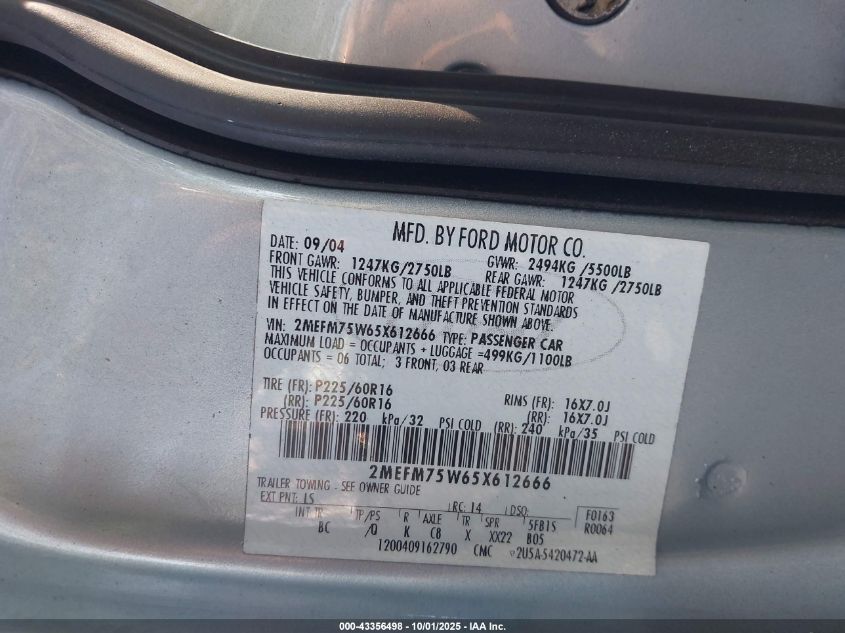 MFD. BY FORD MOTOR CO.
DATE: 09/04 GVWR: 2494KG /5500LB
FRONT GAWR: 1247KG/2750LB REAR GAWR: 1247KG /2750LB
THIS VEHICLE CONFORMS TO ALL APPLICABLE FEDERAL MOTOR
VEHICLE SAFETY, BUMPER, AND THEFT PREVENTION STANDARDS
IN EFFECT ON THE DATE OF MANUFACTURE SHOWN ABOVE.
VIN: 2MEFM75W65X612666 TYPE: PASSENGER CAR
MAXIMUM LOAD = OCCUPANTS + LUGGAGE =499KG/1100LB
OCCUPANTS = 06 TOTAL; 3 FRONT, 03 REAR
TIRE (FR): P225/60R16 RIMS (FR): 16X7.0J
(RR): P225/60R16 (RR): 16X7.0J
PRESSURE (FR): 220 kPa/32 PSI COLD (RR): 240 kPa/35 PSI COLD
2MEFM75W65X612666
TRAILER TOWING - SEE OWNER GUIDE
EXT PNT: LS RC: 14 DSO: F0163
INT TR TP/PS R AXLE TR SPR 5FB1S R0064
BC /Q K C8 X XX22 B05
1200409162790 CMC 2U5A-5420472-AA
000-43356498 - 10/01/2025 - IAA Inc.